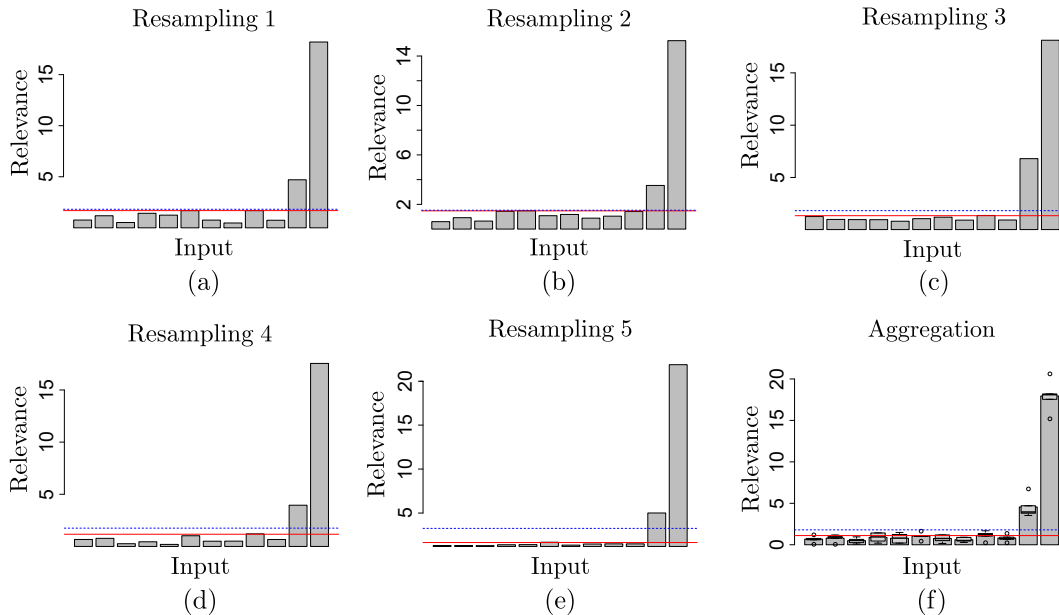 Resampling 1
Relevance
5
10
15
Input
(a)
Resampling 2
Relevance
2
6
10
14
Input
(b)
Resampling 3
Relevance
5
10
15
Input
(c)
Resampling 4
Relevance
5
10
15
Input
(d)
Resampling 5
Relevance
5
10
15
20
Input
(e)
Aggregation
Relevance
0
5
10
15
20
Input
(f)